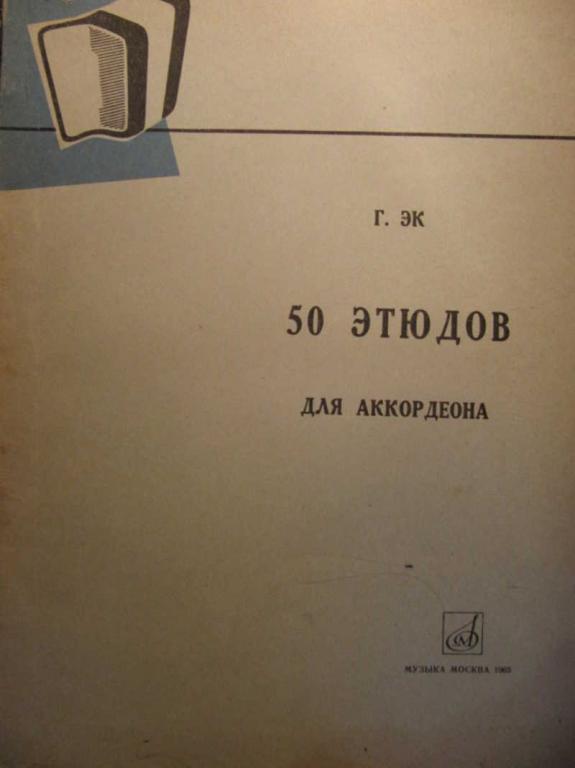 Г. ЭК
50 ЭТЮДОВ
ДЛЯ АККОРДЕОНА
МУЗЫКА МОСКВА 1965